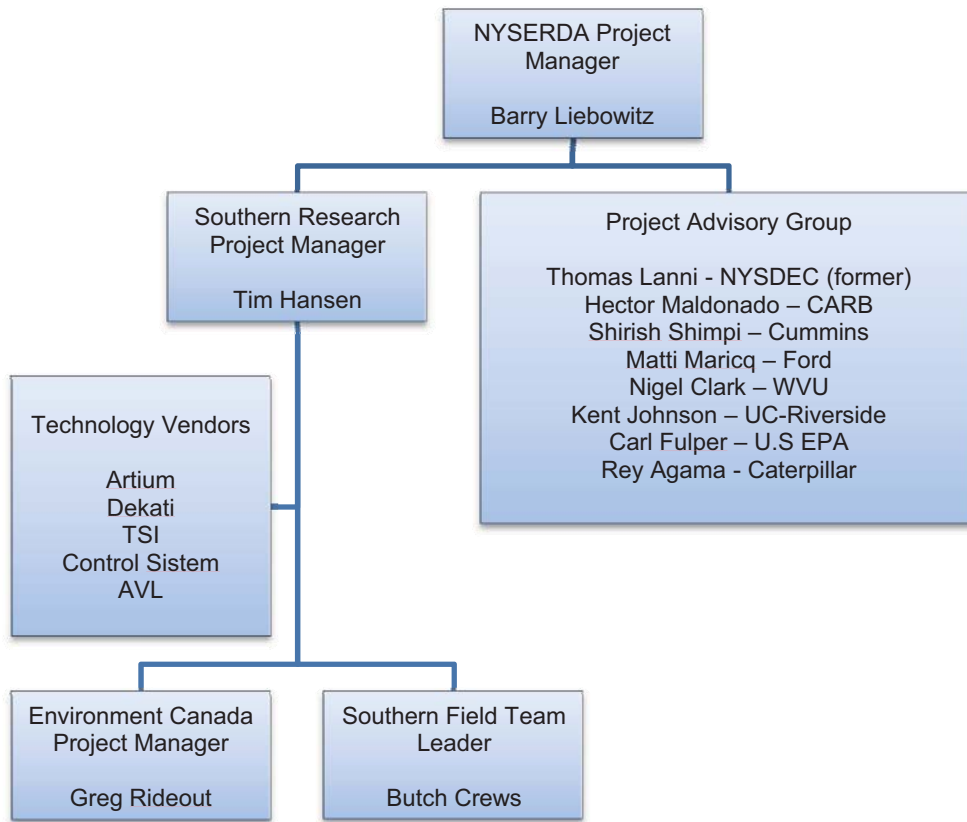 NYSERDA Project
Manager
Barry Liebowitz
Southern Research
Project Manager
Tim Hansen
Project Advisory Group
Thomas Lanni - NYSDEC (former)
Hector Maldonado – CARB
Shirish Shimpi – Cummins
Matti Maricq – Ford
Nigel Clark – WVU
Kent Johnson – UC-Riverside
Carl Fulper – U.S EPA
Rey Agama - Caterpillar
Technology Vendors
Artium
Dekati
TSI
Control Sistem
AVL
Environment Canada
Project Manager
Greg Rideout
Southern Field Team
Leader
Butch Crews